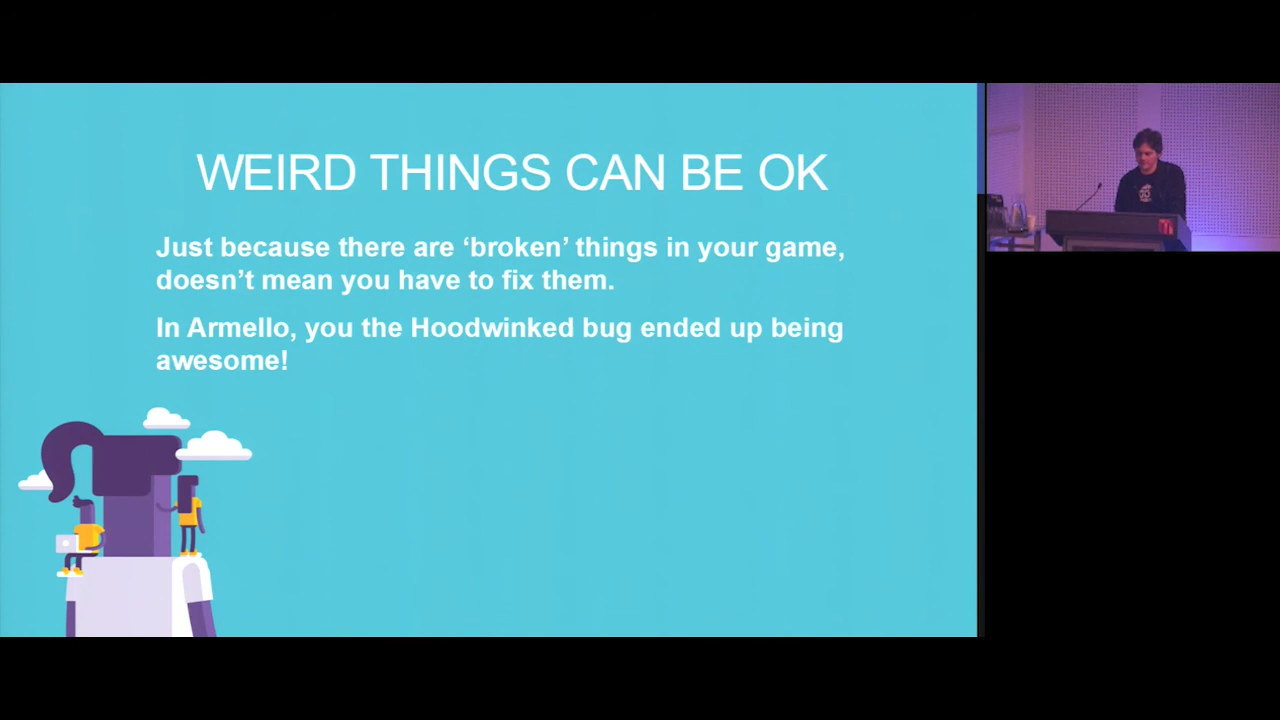 WEIRD THINGS CAN BE OK
Just because there are ‘broken’ things in your game,
doesn’t mean you have to fix them.
In Armello, you the Hoodwinked bug ended up being
awesome!